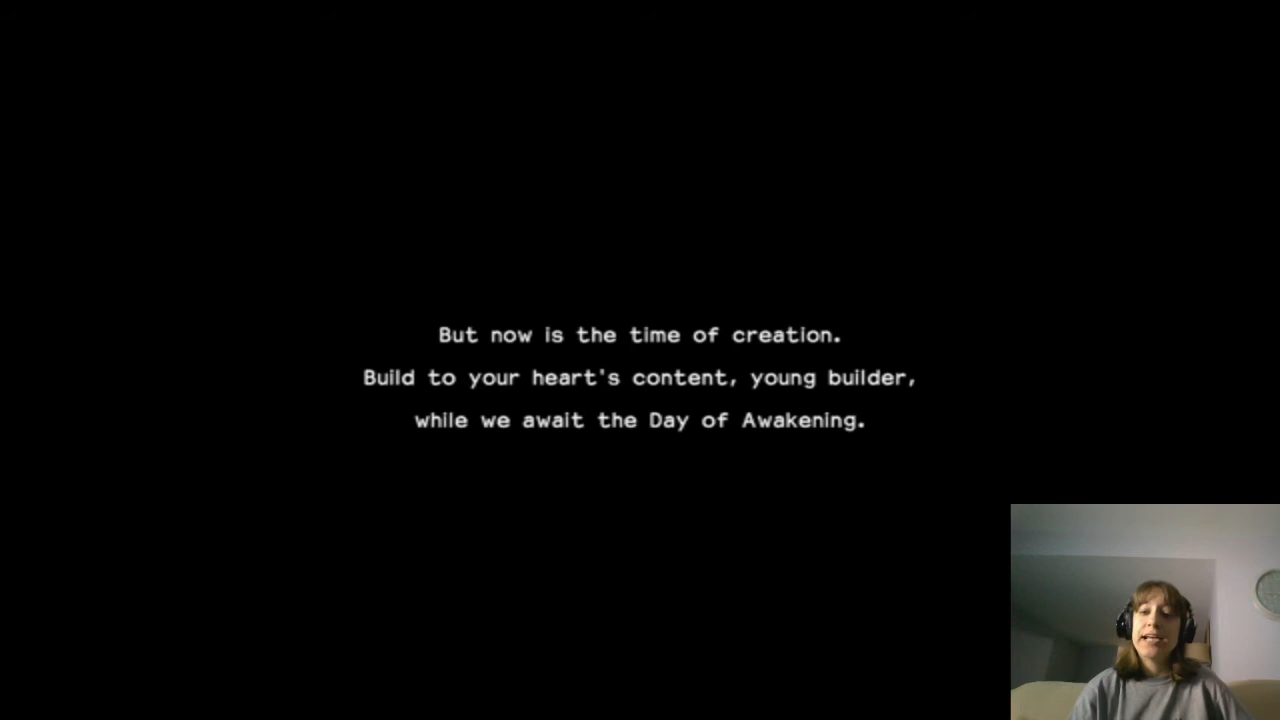 But now is the time of creation.
Build to your heart's content, young builder,
while we await the Day of Awakening.